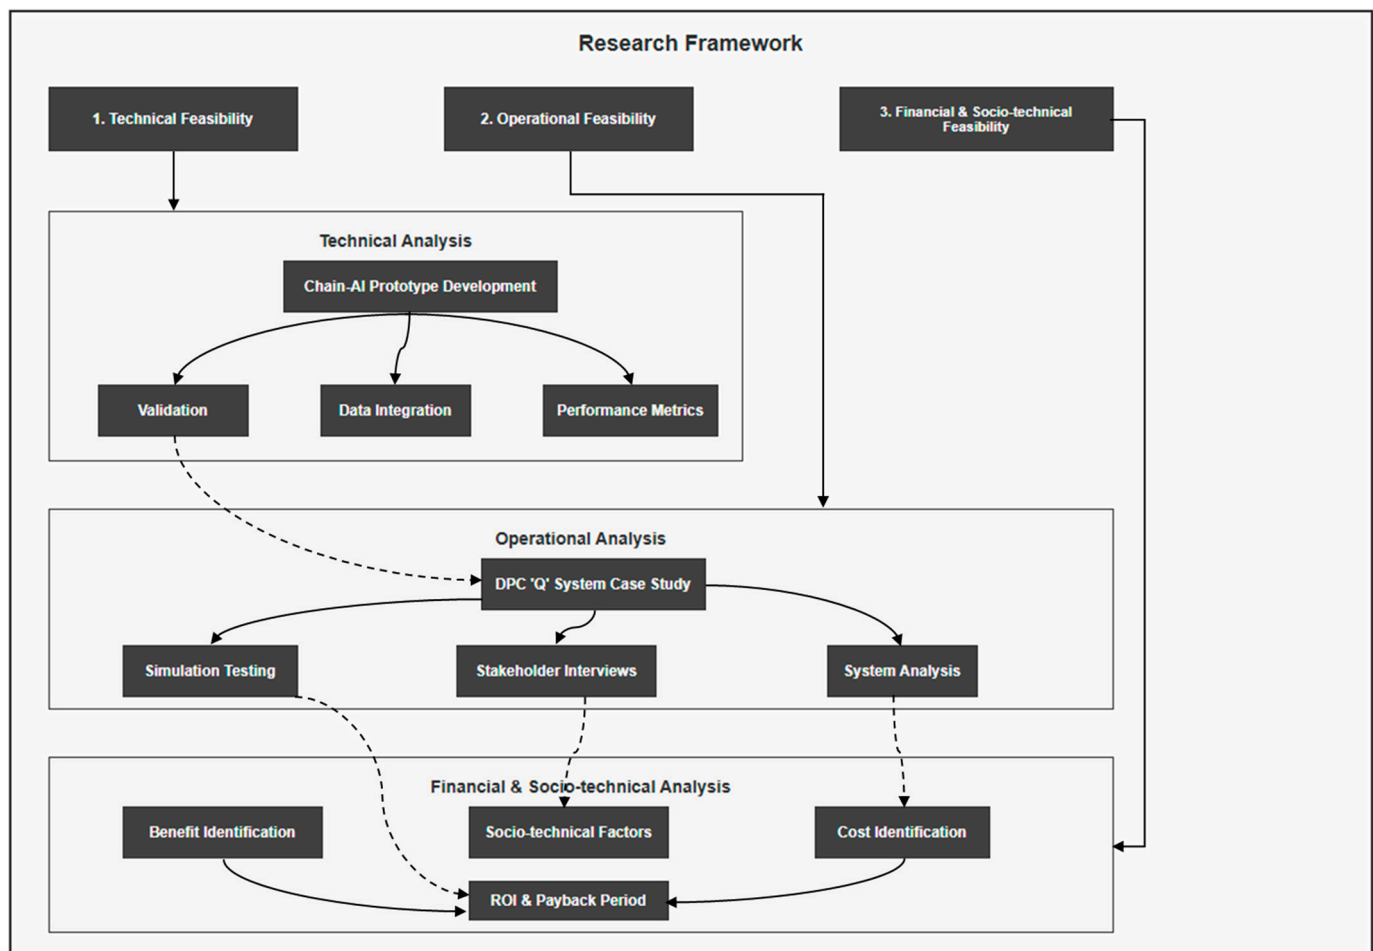 Research Framework
1. Technical Feasibility
2. Operational Feasibility
3. Financial & Socio-technical
Feasibility
Technical Analysis
Chain-AI Prototype Development
Validation
Data Integration
Performance Metrics
Operational Analysis
DPC 'Q' System Case Study
Simulation Testing
Stakeholder Interviews
System Analysis
Financial & Socio-technical Analysis
Benefit Identification
Socio-technical Factors
Cost Identification
ROI & Payback Period